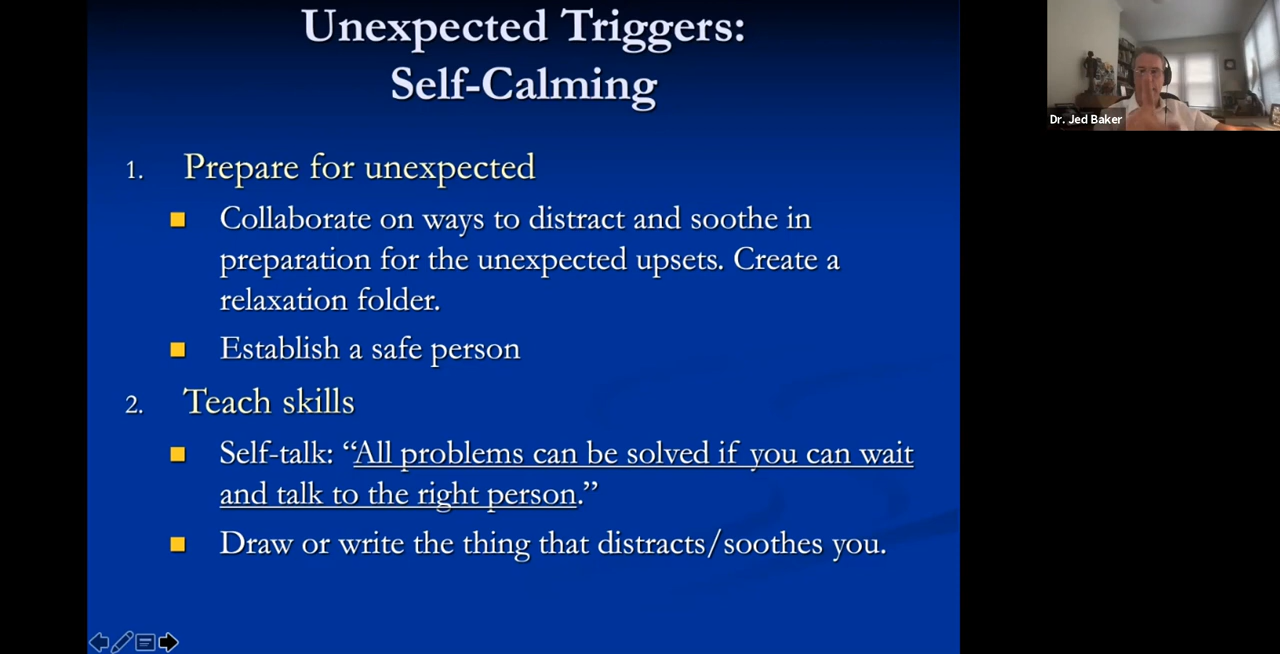 Unexpected Triggers:
Self-Calming
Dr. Jed Baker
1. Prepare for unexpected
Collaborate on ways to distract and soothe in
preparation for the unexpected upsets. Create a
relaxation folder.
Establish a safe person
2. Teach skills
Self-talk: “All problems can be solved if you can wait
and talk to the right person.”
Draw or write the thing that distracts/soothes you.